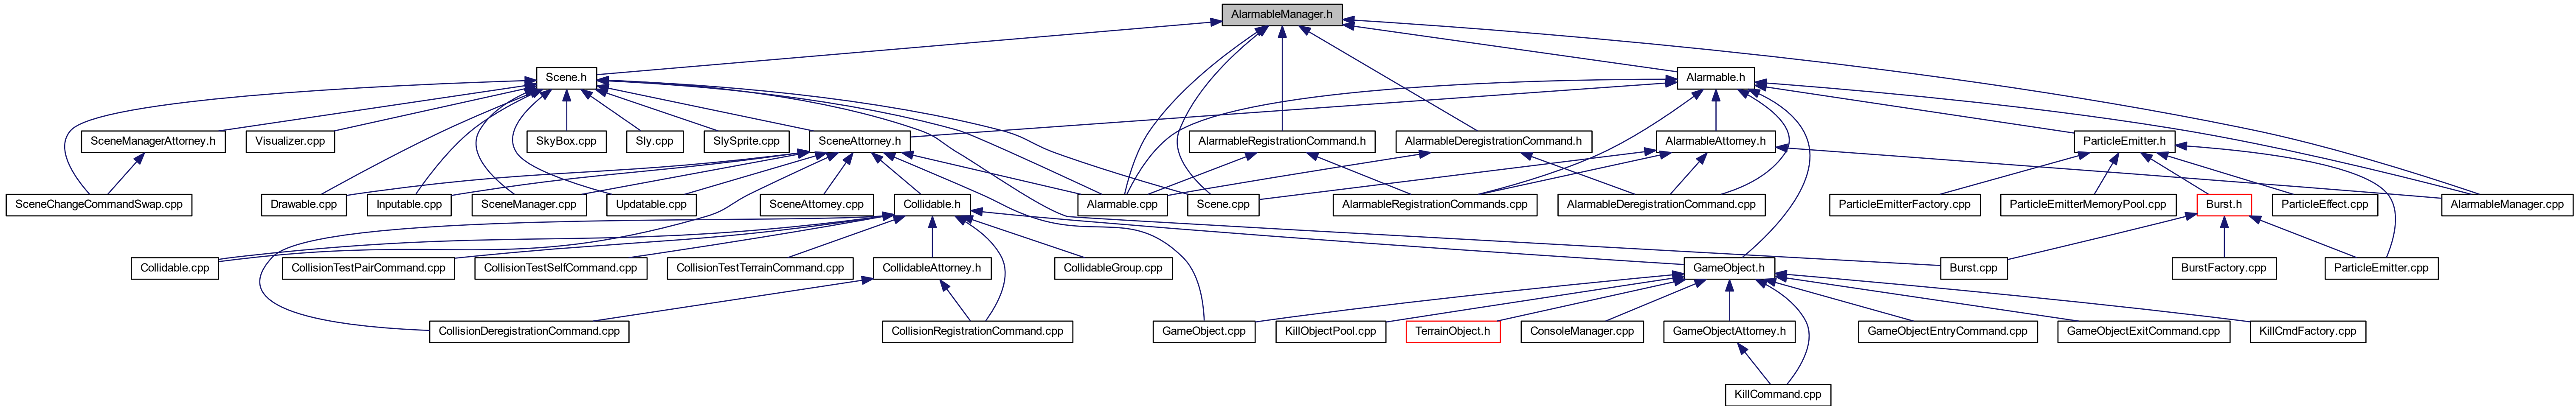 AlarmableManager.h
Scene.h
Alarmable.h
SceneManagerAttorney.h
Visualizer.cpp
SkyBox.cpp
Sly.cpp
SlySprite.cpp
SceneAttorney.h
AlarmableRegistrationCommand.h
AlarmableDeregistrationCommand.h
AlarmableAttorney.h
ParticleEmitter.h
SceneChangeCommandSwap.cpp
Drawable.cpp
Inputable.cpp
SceneManager.cpp
Updatable.cpp
SceneAttorney.cpp
Collidable.h
Alarmable.cpp
Scene.cpp
AlarmableRegistrationCommands.cpp
AlarmableDeregistrationCommand.cpp
ParticleEmitterFactory.cpp
ParticleEmitterMemoryPool.cpp
Burst.h
ParticleEffect.cpp
AlarmableManager.cpp
Collidable.cpp
CollisionTestPairCommand.cpp
CollisionTestSelfCommand.cpp
CollisionTestTerrainCommand.cpp
CollidableAttorney.h
CollidableGroup.cpp
GameObject.h
Burst.cpp
BurstFactory.cpp
ParticleEmitter.cpp
CollisionDeregistrationCommand.cpp
CollisionRegistrationCommand.cpp
GameObject.cpp
KillObjectPool.cpp
TerrainObject.h
ConsoleManager.cpp
GameObjectAttorney.h
GameObjectEntryCommand.cpp
GameObjectExitCommand.cpp
KillCmdFactory.cpp
KillCommand.cpp